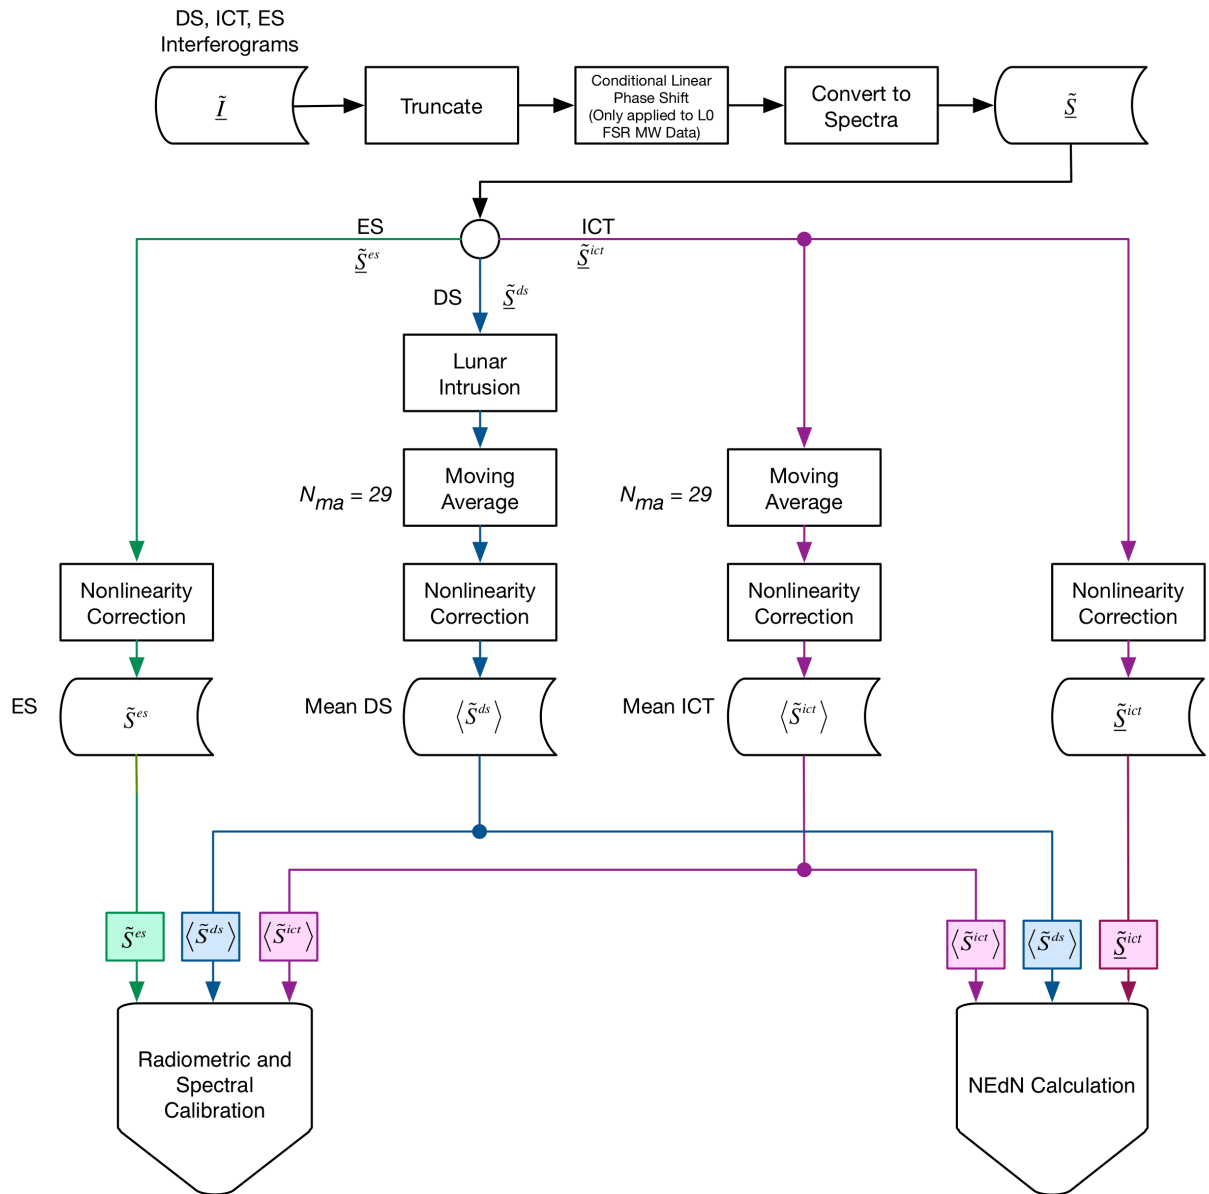 DS, ICT, ES
Interferograms
Ĩ
Truncate
Conditional Linear
Phase Shift
(Only applied to L0
FSR MW Data)
Convert to
Spectra
S̃
ES
S̃ᵉˢ
ICT
S̃ⁱᶜᵗ
DS
S̃ᵈˢ
Lunar
Intrusion
N_ma = 29
Moving
Average
N_ma = 29
Moving
Average
Nonlinearity
Correction
Nonlinearity
Correction
Nonlinearity
Correction
Nonlinearity
Correction
ES
S̃ᵉˢ
Mean DS
⟨S̃ᵈˢ⟩
Mean ICT
⟨S̃ⁱᶜᵗ⟩
S̃ⁱᶜᵗ
S̃ᵉˢ
⟨S̃ᵈˢ⟩
⟨S̃ⁱᶜᵗ⟩
⟨S̃ⁱᶜᵗ⟩
⟨S̃ᵈˢ⟩
S̃ⁱᶜᵗ
Radiometric and
Spectral
Calibration
NEdN Calculation